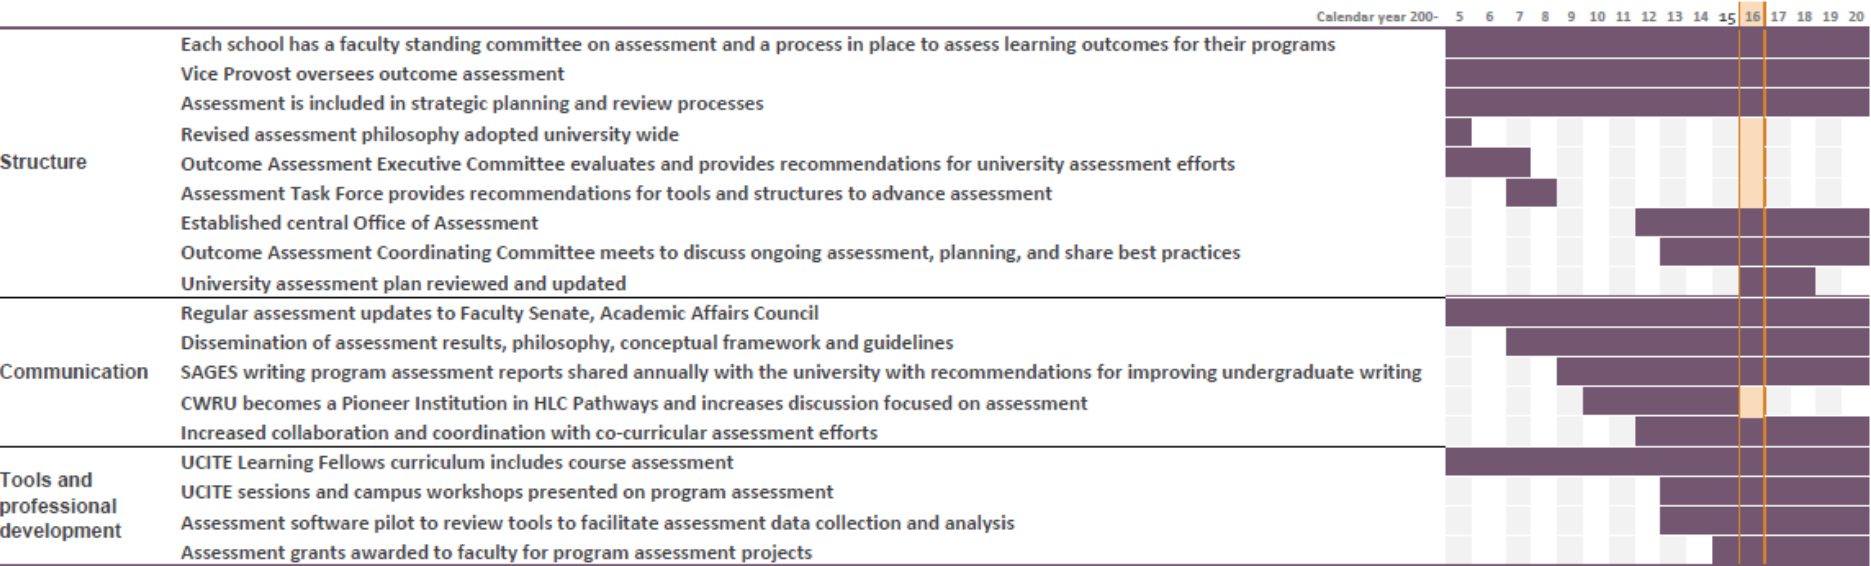 Calendar year 200- 5 6 7 8 9 10 11 12 13 14 15 16 17 18 19 20
Each school has a faculty standing committee on assessment and a process in place to assess learning outcomes for their programs
Vice Provost oversees outcome assessment
Assessment is included in strategic planning and review processes
Revised assessment philosophy adopted university wide
Structure
Outcome Assessment Executive Committee evaluates and provides recommendations for university assessment efforts
Assessment Task Force provides recommendations for tools and structures to advance assessment
Established central Office of Assessment
Outcome Assessment Coordinating Committee meets to discuss ongoing assessment, planning, and share best practices
University assessment plan reviewed and updated
Regular assessment updates to Faculty Senate, Academic Affairs Council
Dissemination of assessment results, philosophy, conceptual framework and guidelines
Communication
SAGES writing program assessment reports shared annually with the university with recommendations for improving undergraduate writing
CWRU becomes a Pioneer Institution in HLC Pathways and increases discussion focused on assessment
Increased collaboration and coordination with co-curricular assessment efforts
Tools and
professional
development
UCITE Learning Fellows curriculum includes course assessment
UCITE sessions and campus workshops presented on program assessment
Assessment software pilot to review tools to facilitate assessment data collection and analysis
Assessment grants awarded to faculty for program assessment projects